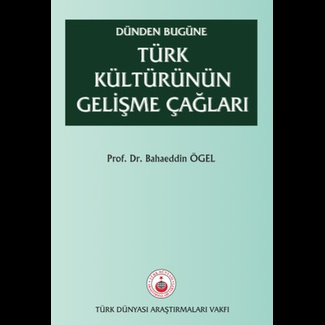 DÜNDEN BUGÜNE
TÜRK
KÜLTÜRÜNÜN
GELİŞME ÇAĞLARI
Prof. Dr. Bahaeddin ÖGEL
TÜRK DÜNYASI ARAŞTIRMALARI VAKFI